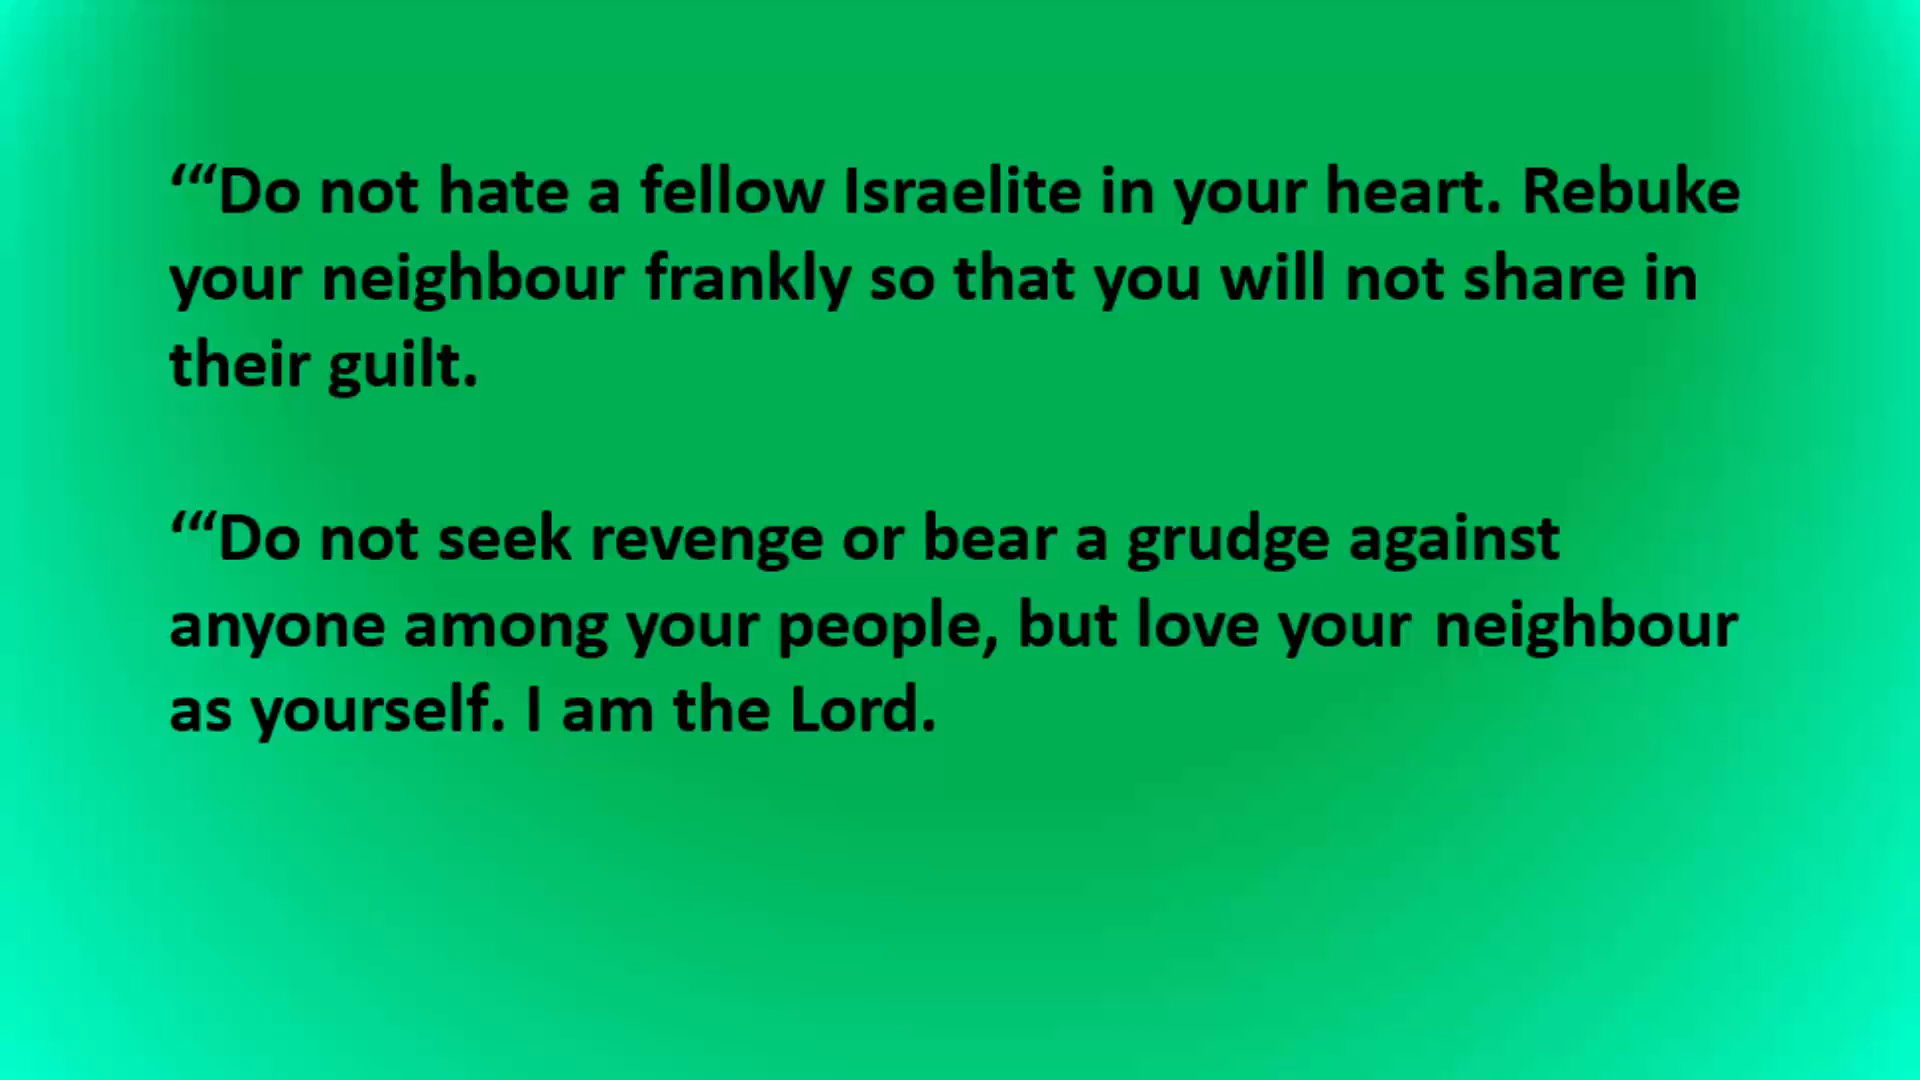 ‘“Do not hate a fellow Israelite in your heart. Rebuke
your neighbour frankly so that you will not share in
their guilt.
‘“Do not seek revenge or bear a grudge against
anyone among your people, but love your neighbour
as yourself. I am the Lord.